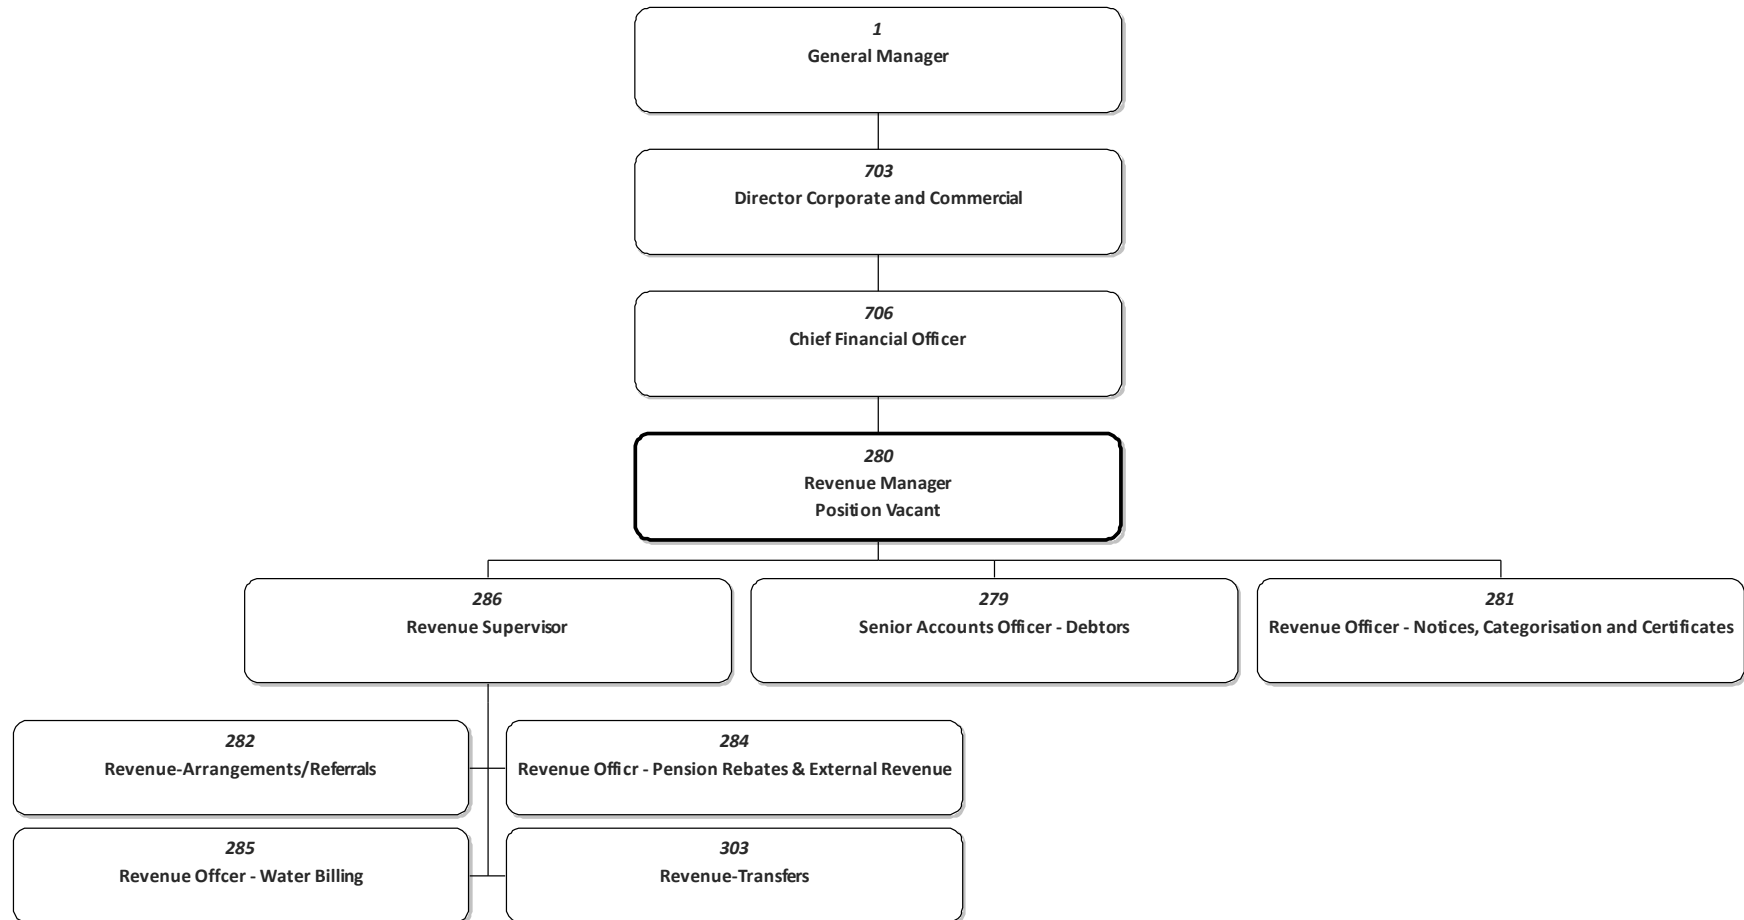 1
General Manager
703
Director Corporate and Commercial
706
Chief Financial Officer
280
Revenue Manager
Position Vacant
286
Revenue Supervisor
279
Senior Accounts Officer - Debtors
281
Revenue Officer - Notices, Categorisation and Certificates
282
Revenue-Arrangements/Referrals
284
Revenue Officr - Pension Rebates & External Revenue
285
Revenue Offcer - Water Billing
303
Revenue-Transfers